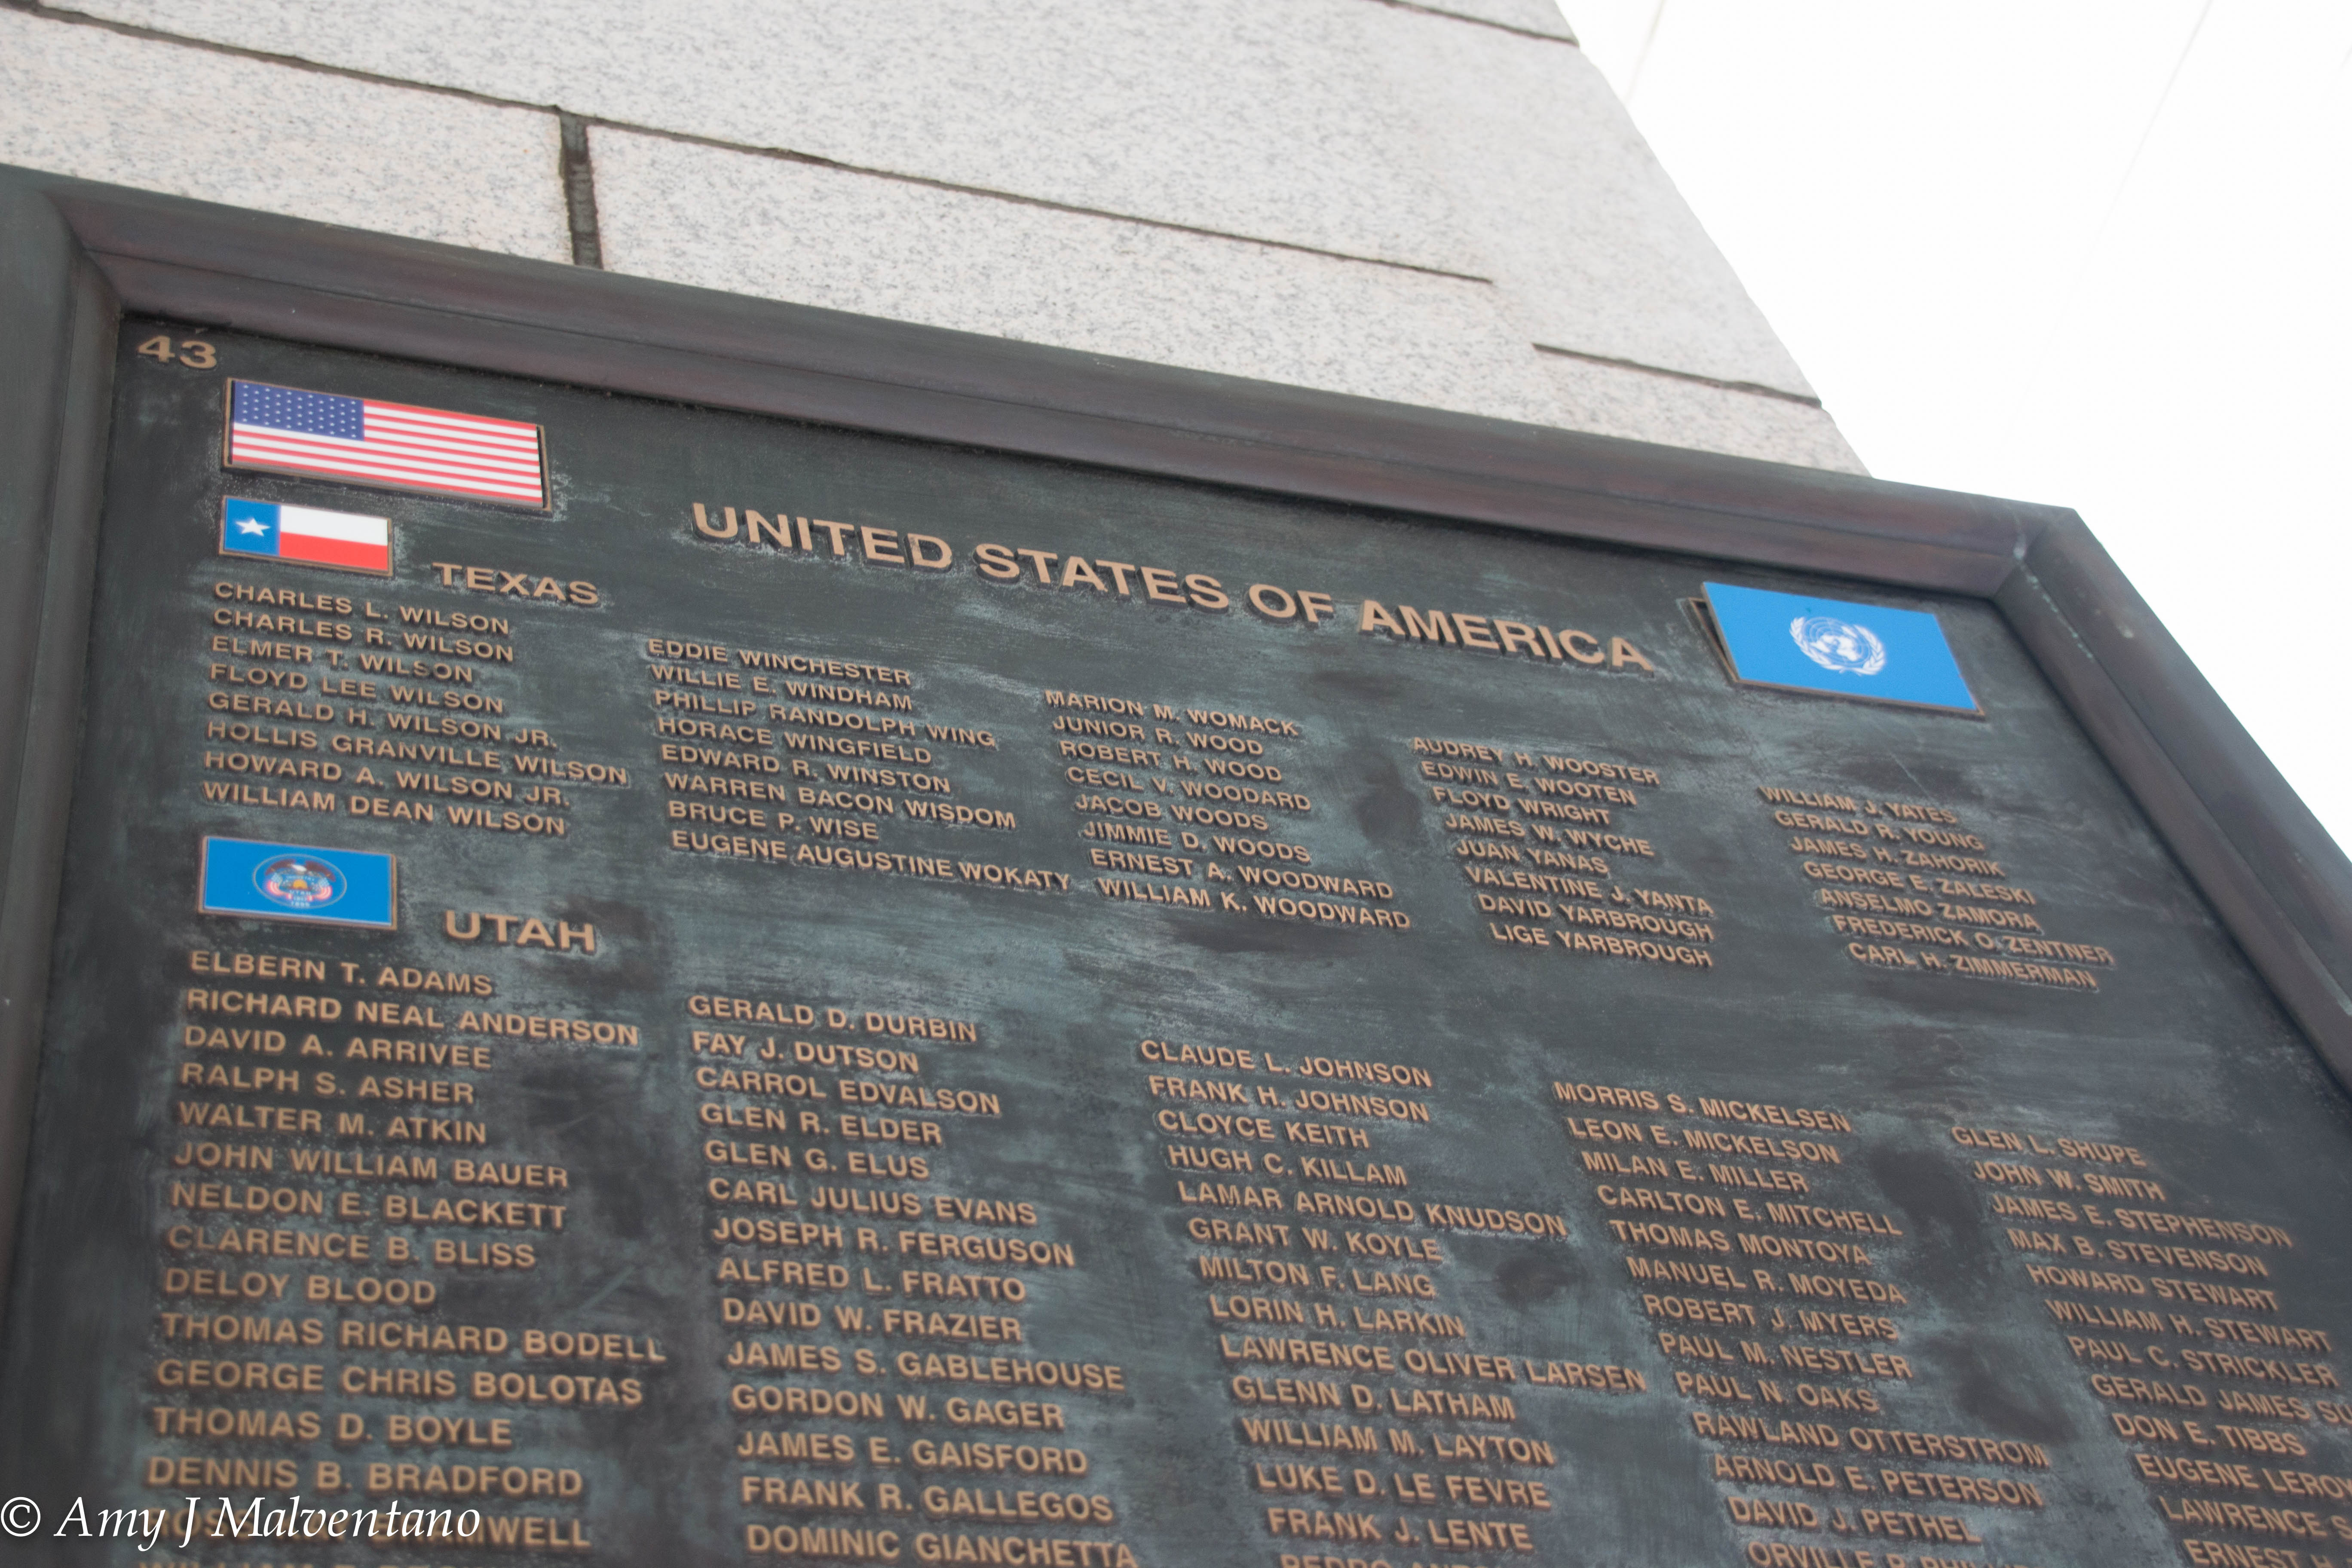 43
UNITED STATES OF AMERICA
TEXAS
CHARLES L. WILSON
CHARLES R. WILSON
ELMER T. WILSON
FLOYD LEE WILSON
GERALD H. WILSON JR.
HOLLIS GRANVILLE WILSON
HOWARD A. WILSON JR.
WILLIAM DEAN WILSON
EDDIE WINCHESTER
WILLIE E. WINDHAM
PHILLIP RANDOLPH WING
HORACE WINGFIELD
EDWARD R. WINSTON
WARREN BACON WISDOM
BRUCE P. WISE
EUGENE AUGUSTINE WOKATY
MARION M. WOMACK
JUNIOR R. WOOD
ROBERT H. WOOD
CECIL V. WOODARD
JACOB WOODS
JIMMIE D. WOODS
ERNEST A. WOODWARD
WILLIAM K. WOODWARD
AUDREY H. WOOSTER
EDWIN E. WOOTEN
FLOYD WRIGHT
JAMES W. WYCHE
JUAN YANAS
VALENTINE J. YANTA
DAVID YARBROUGH
LIGE YARBROUGH
WILLIAM J. YATES
GERALD R. YOUNG
JAMES H. ZAHORIK
GEORGE E. ZALESKI
ANSELMO ZAMORA
FREDERICK O. ZENTNER
CARL H. ZIMMERMAN
UTAH
ELBERN T. ADAMS
RICHARD NEAL ANDERSON
DAVID A. ARRIVEE
RALPH S. ASHER
WALTER M. ATKIN
JOHN WILLIAM BAUER
NELDON E. BLACKETT
CLARENCE B. BLISS
DELOY BLOOD
THOMAS RICHARD BODELL
GEORGE CHRIS BOLOTAS
THOMAS D. BOYLE
DENNIS B. BRADFORD
GERALD D. DURBIN
FAY J. DUTSON
CARROL EDVALSON
GLEN R. ELDER
GLEN G. ELUS
CARL JULIUS EVANS
JOSEPH R. FERGUSON
ALFRED L. FRATTO
DAVID W. FRAZIER
JAMES S. GABLEHOUSE
GORDON W. GAGER
JAMES E. GAISFORD
FRANK R. GALLEGOS
DOMINIC GIANCHETTA
CLAUDE L. JOHNSON
FRANK H. JOHNSON
CLOYCE KEITH
HUGH C. KILLAM
LAMAR ARNOLD KNUDSON
GRANT W. KOYLE
MILTON F. LANG
LORIN H. LARKIN
LAWRENCE OLIVER LARSEN
GLENN D. LATHAM
WILLIAM M. LAYTON
LUKE D. LE FEVRE
FRANK J. LENTE
MORRIS S. MICKELSEN
LEON E. MICKELSON
MILAN E. MILLER
CARLTON E. MITCHELL
THOMAS MONTOYA
MANUEL R. MOYEDA
ROBERT J. MYERS
PAUL M. NESTLER
PAUL N. OAKS
RAWLAND OTTERSTROM
ARNOLD E. PETERSON
DAVID J. PETHEL
GLEN L. SHUPE
JOHN W. SMITH
JAMES E. STEPHENSON
MAX B. STEVENSON
HOWARD STEWART
WILLIAM H. STEWART
PAUL C. STRICKLER
GERALD JAMES
DON E. TIBBS
EUGENE
LAWRENCE
© Amy J Malventano